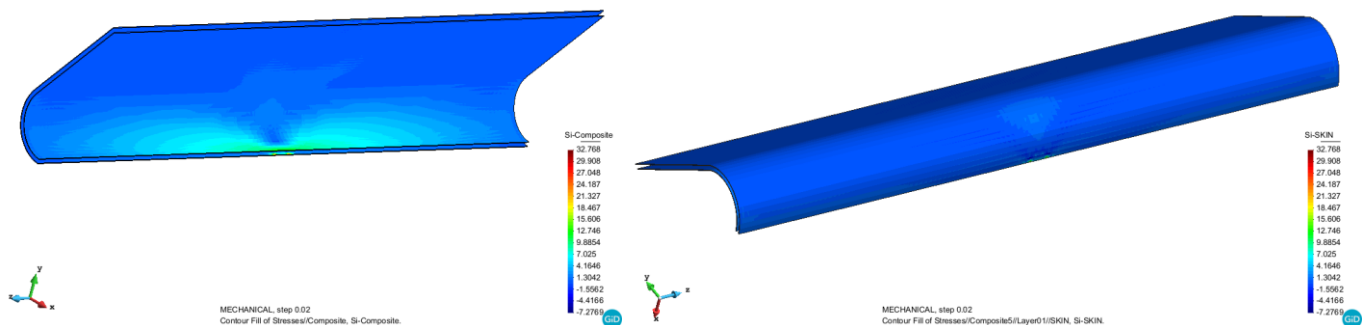 Si-Composite
32.768
29.908
27.048
24.187
21.327
18.467
15.606
12.746
9.8854
7.025
4.1646
1.3042
-1.5562
-4.4166
-7.2769
y
z
x
MECHANICAL, step 0.02
Contour Fill of Stresses//Composite, Si-Composite.
GiD
Si-SKIN
32.768
29.908
27.048
24.187
21.327
18.467
15.606
12.746
9.8854
7.025
4.1646
1.3042
-1.5562
-4.4166
-7.2769
y
z
x
MECHANICAL, step 0.02
Contour Fill of Stresses//Composite5//Layer01//SKIN, Si-SKIN.
GiD